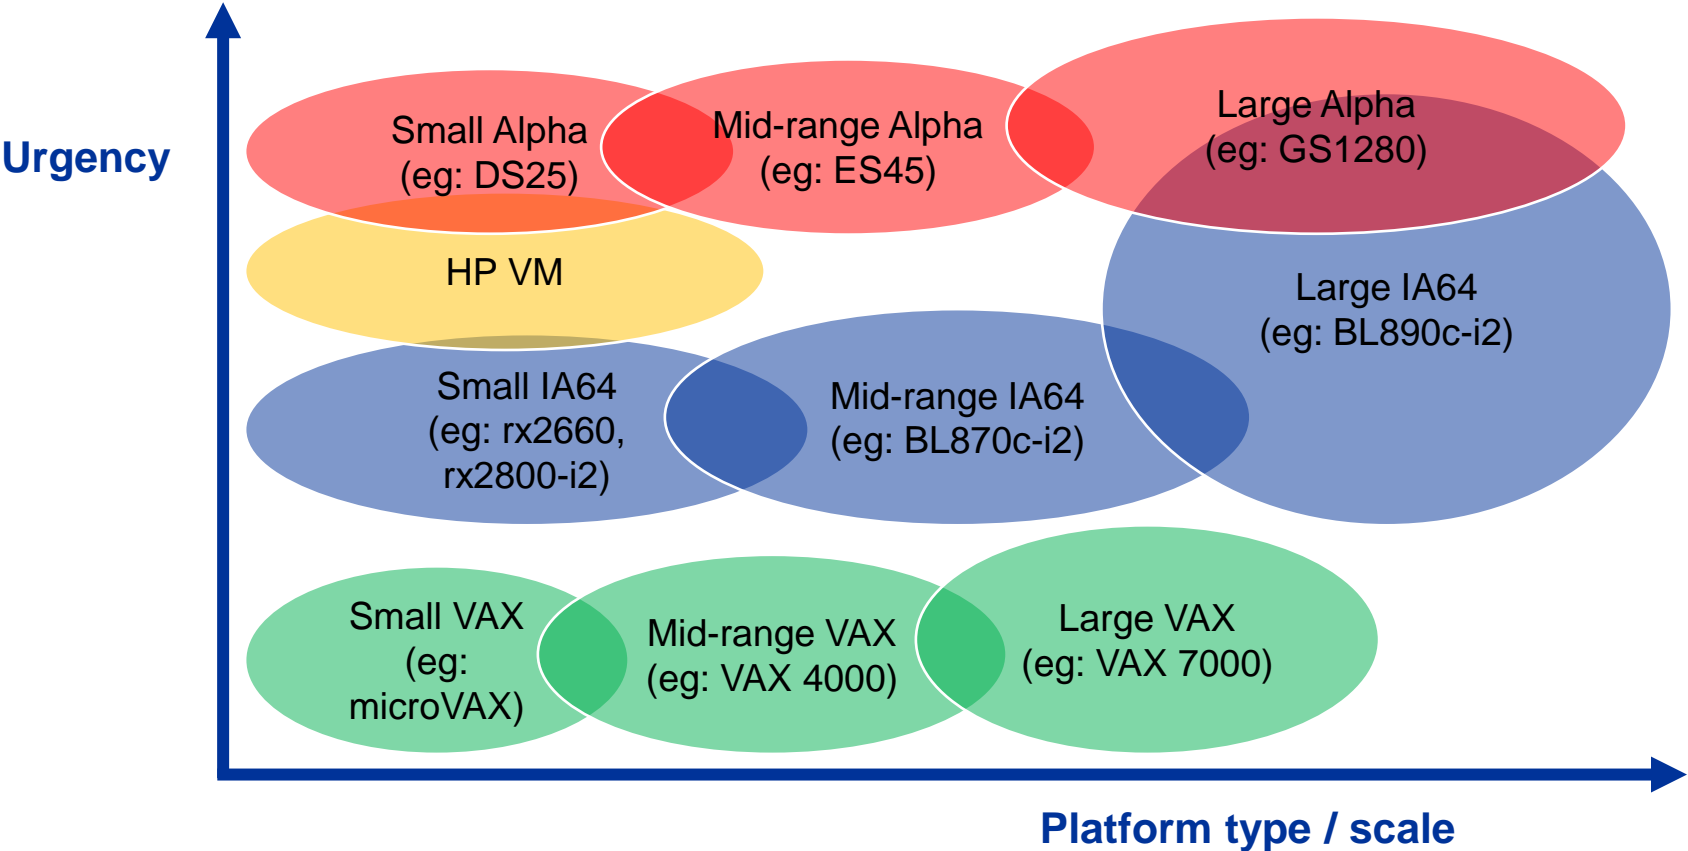 Urgency
Small Alpha
(eg: DS25)
Mid-range Alpha
(eg: ES45)
Large Alpha
(eg: GS1280)
HP VM
Large IA64
(eg: BL890c-i2)
Small IA64
(eg: rx2660,
rx2800-i2)
Mid-range IA64
(eg: BL870c-i2)
Small VAX
(eg:
microVAX)
Mid-range VAX
(eg: VAX 4000)
Large VAX
(eg: VAX 7000)
Platform type / scale